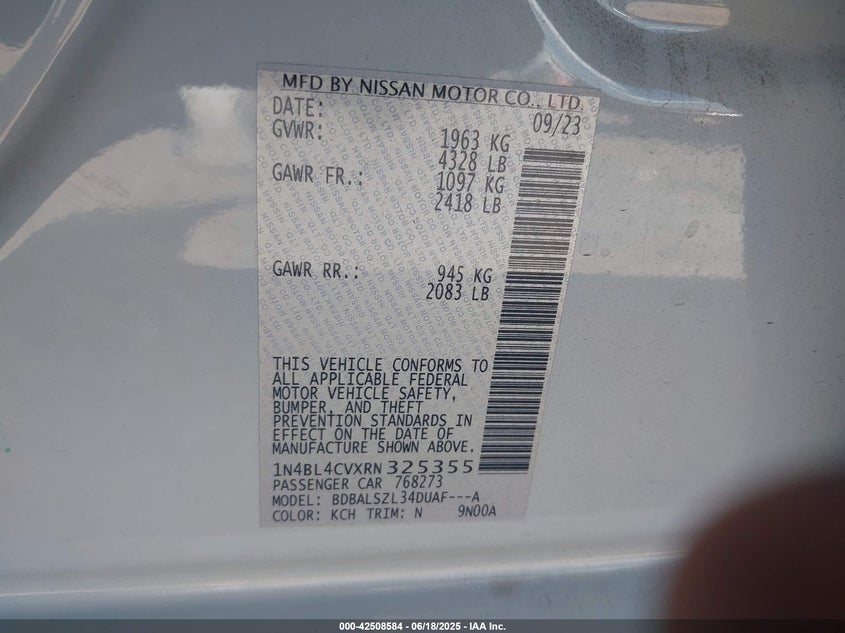 MFD BY NISSAN MOTOR CO., LTD.
DATE: 09/23
GVWR: 1963 KG
4328 LB
GAWR FR.: 1097 KG
2418 LB
GAWR RR.: 945 KG
2083 LB
THIS VEHICLE CONFORMS TO
ALL APPLICABLE FEDERAL
MOTOR VEHICLE SAFETY,
BUMPER, AND THEFT
PREVENTION STANDARDS IN
EFFECT ON THE DATE OF
MANUFACTURE SHOWN ABOVE.
1N4BL4CVXRN325355
PASSENGER CAR 768273
MODEL: BDBALSZL34DUAF---A
COLOR: KCH TRIM: N 9N00A
000-42508584 - 06/18/2025 - IAA Inc.